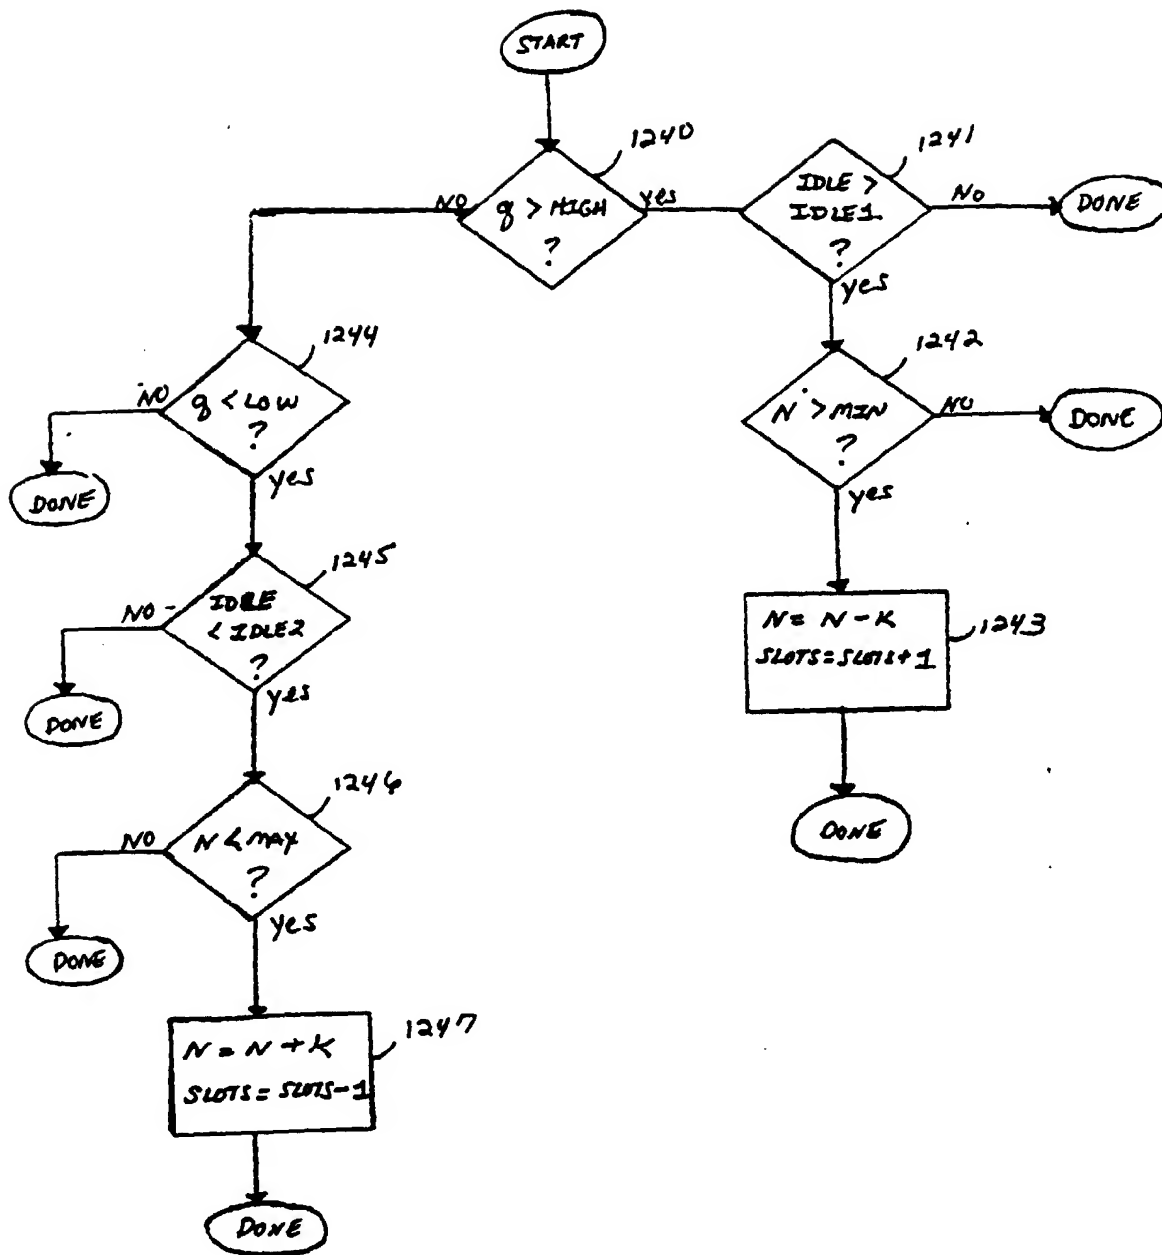 START
1240
q > HIGH
?
NO
yes
1241
IDLE >
IDLE1
?
NO
DONE
yes
1242
N > MIN
?
NO
DONE
yes
1243
N = N - K
SLOTS = SLOTS + 1
DONE
1244
q < LOW
?
NO
DONE
yes
1245
IDLE
< IDLE2
?
NO
DONE
yes
1246
N < MAX
?
NO
DONE
yes
1247
N = N + K
SLOTS = SLOTS - 1
DONE